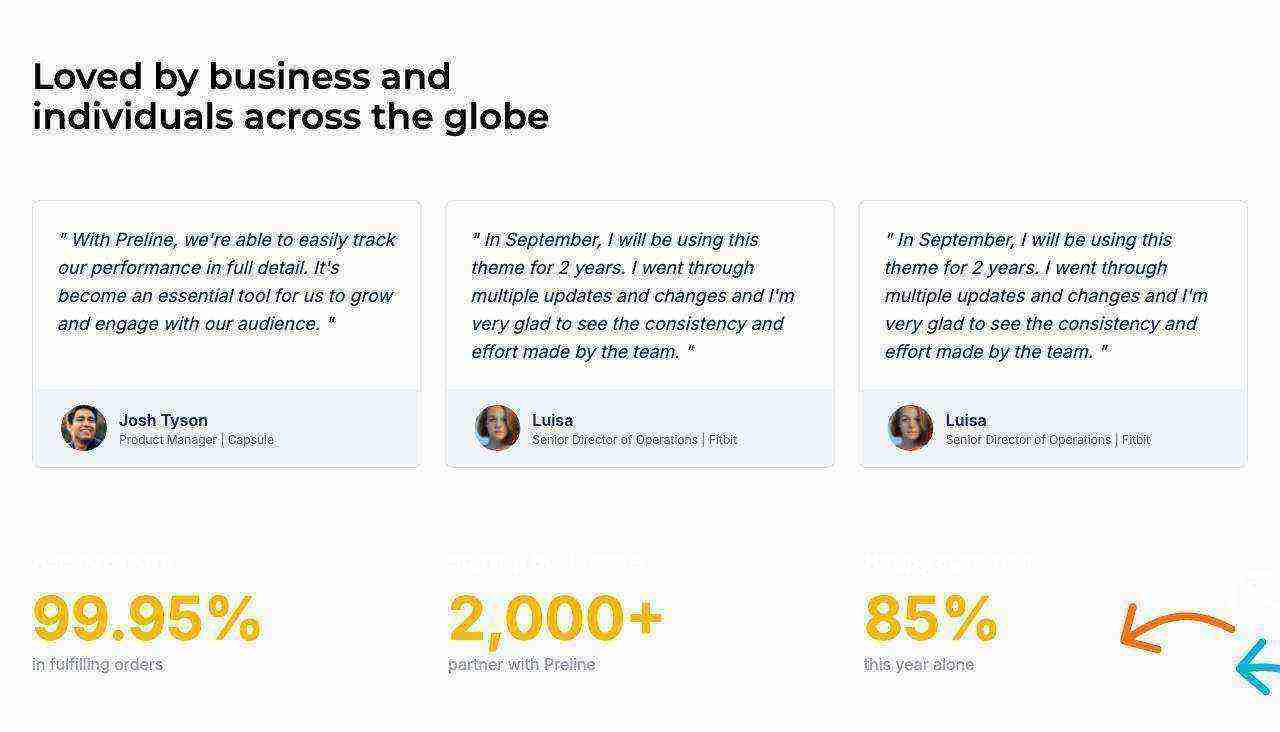 Loved by business and
individuals across the globe
" With Preline, we're able to easily track
our performance in full detail. It's
become an essential tool for us to grow
and engage with our audience. "
Josh Tyson
Product Manager | Capsule
" In September, I will be using this
theme for 2 years. I went through
multiple updates and changes and I'm
very glad to see the consistency and
effort made by the team. "
Luisa
Senior Director of Operations | Fitbit
" In September, I will be using this
theme for 2 years. I went through
multiple updates and changes and I'm
very glad to see the consistency and
effort made by the team. "
Luisa
Senior Director of Operations | Fitbit
99.95%
in fulfilling orders
2,000+
partner with Preline
85%
this year alone